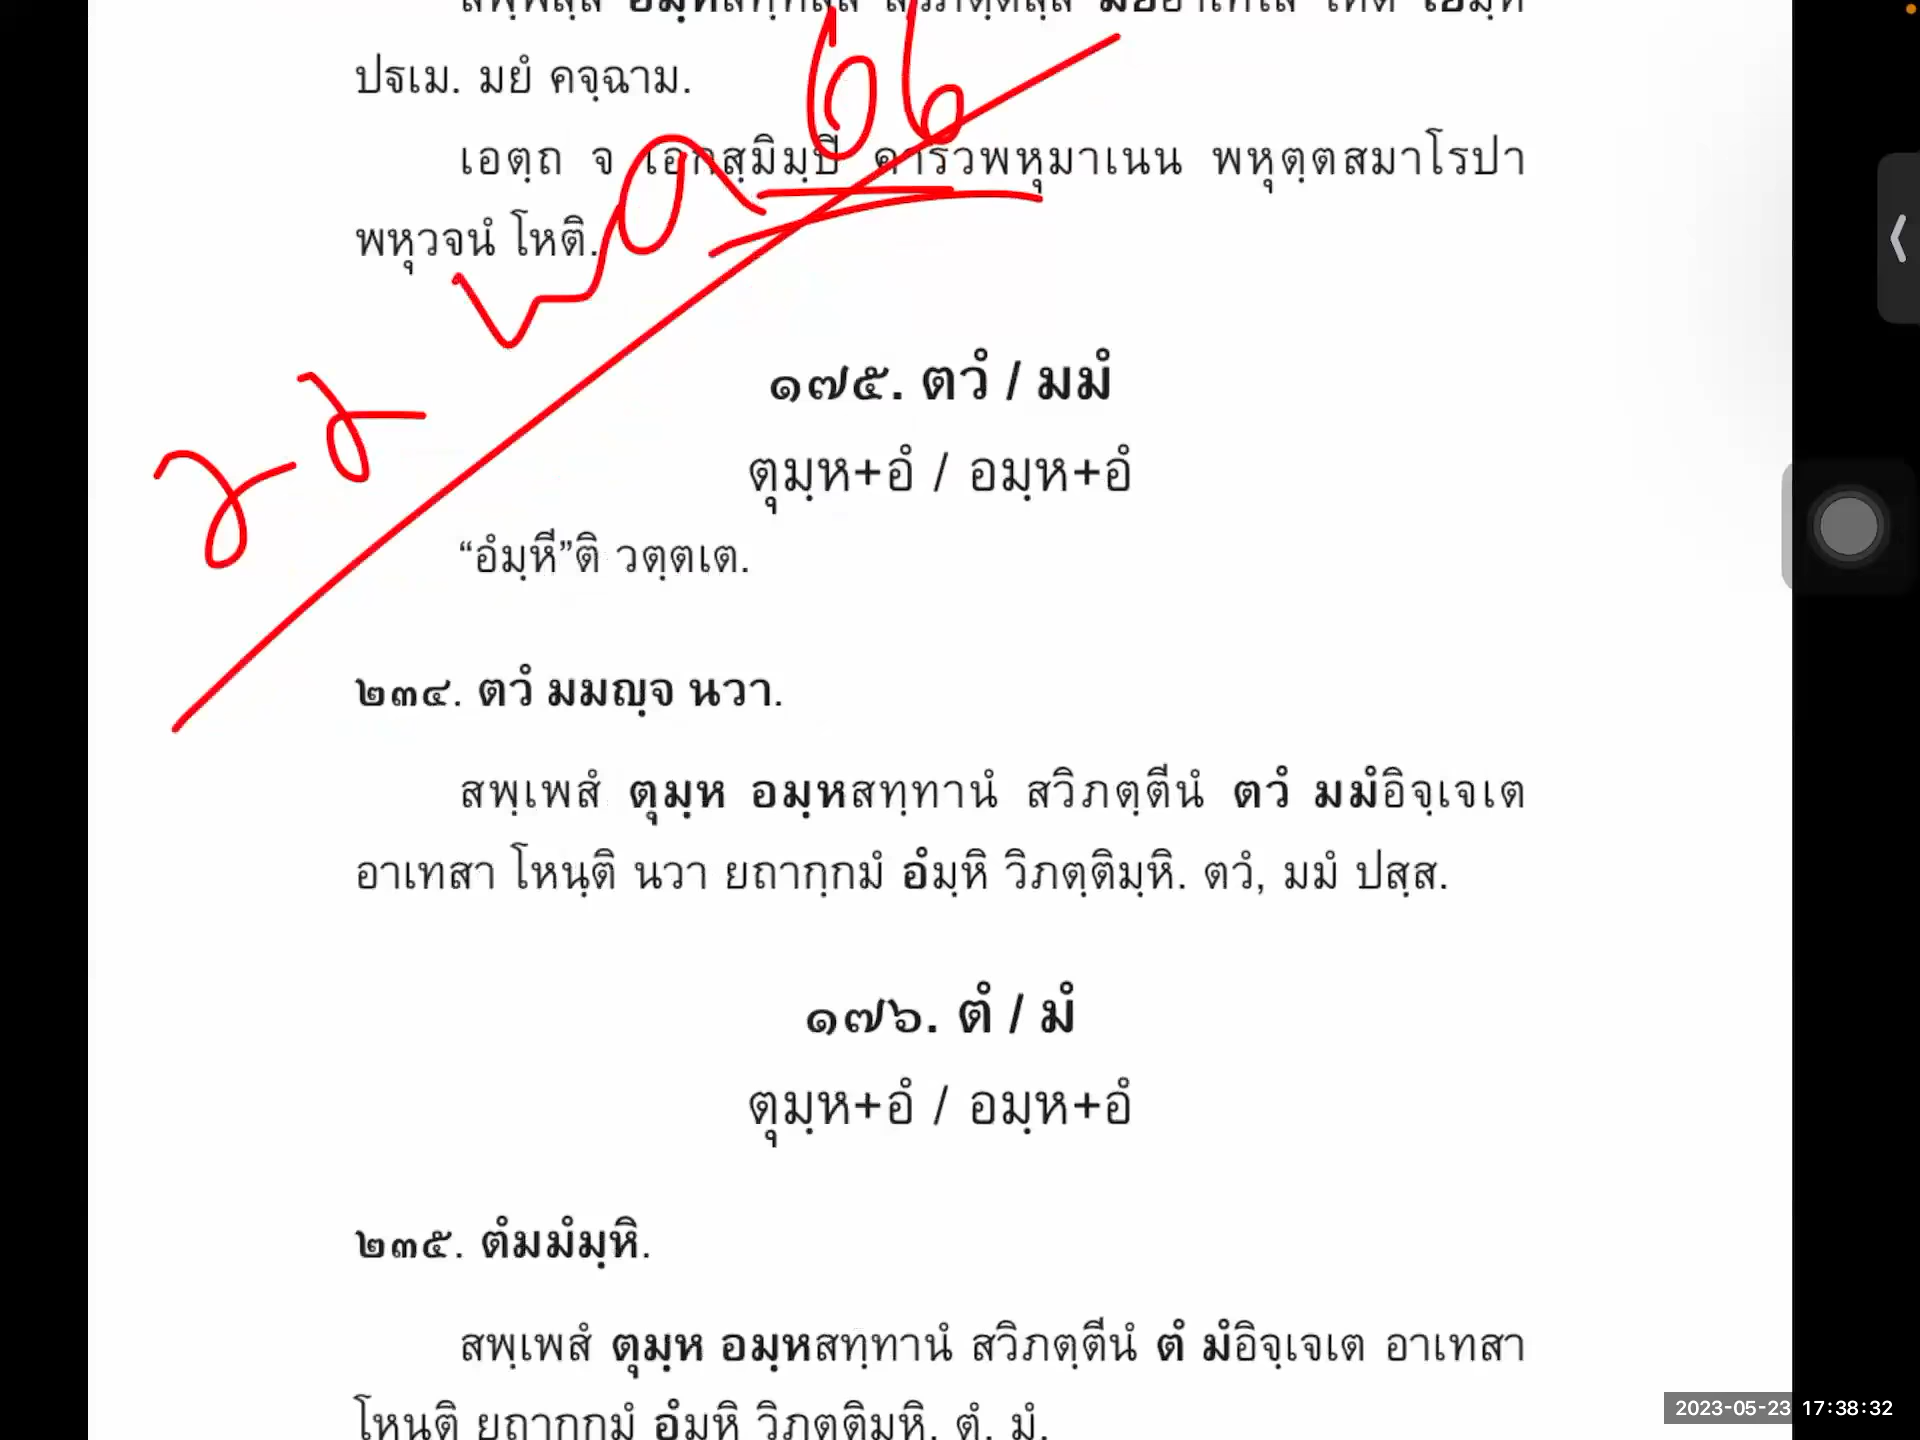 ปฐเม. มยํ คจฺฉาม.
เอตฺถ จ เอกสฺมิมฺปิ คารวพหุมาเนน พหุตฺตสมาโรปา
พหุวจนํ โหติ.
๑๗๕. ตวํ / มมํ
ตุมฺห+อํ / อมฺห+อํ
“อํมฺหี”ติ วตฺตเต.
๒๓๔. ตวํ มมญฺจ นวา.
สพฺเพสํ ตุมฺห อมฺหสทฺทานํ สวิภตฺตีนํ ตวํ มมํอิจฺเจเต
อาเทสา โหนฺติ นวา ยถากฺกมํ อํมฺหิ วิภตฺติมฺหิ. ตวํ, มมํ ปสฺส.
๑๗๖. ตํ / มํ
ตุมฺห+อํ / อมฺห+อํ
๒๓๕. ตํมมํมฺหิ.
สพฺเพสํ ตุมฺห อมฺหสทฺทานํ สวิภตฺตีนํ ตํ มํอิจฺเจเต อาเทสา
โหนฺติ ยถากฺกมํ อํมฺหิ วิภตฺติมฺหิ. ตํ, มํ.
2023-05-23 17:38:32